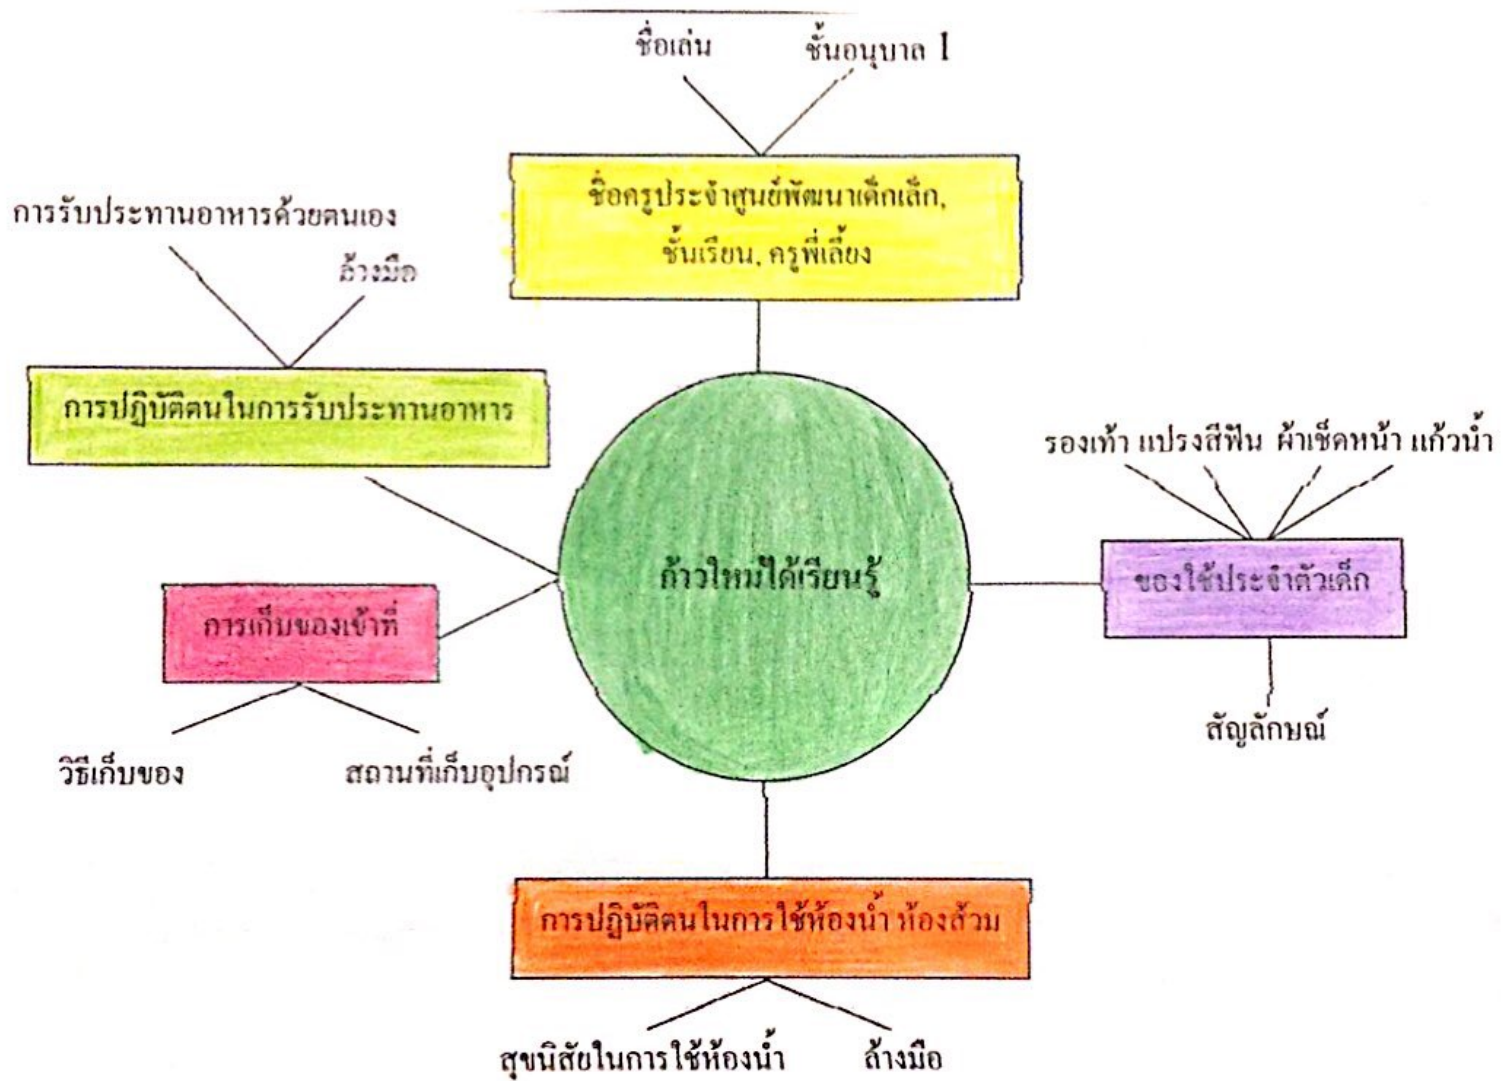 ชื่อเล่น ชั้นอนุบาล 1
ชื่อครูประจำศูนย์พัฒนาเด็กเล็ก,
ชั้นเรียน, ครูพี่เลี้ยง
การรับประทานอาหารด้วยตนเอง
ล้างมือ
การปฏิบัติตนในการรับประทานอาหาร
รองเท้า แปรงสีฟัน ผ้าเช็ดหน้า แก้วน้ำ
ของใช้ประจำตัวเด็ก
สัญลักษณ์
ก้าวใหม่ได้เรียนรู้
การเก็บของเข้าที่
วิธีเก็บของ สถานที่เก็บอุปกรณ์
การปฏิบัติตนในการใช้ห้องน้ำ ห้องส้วม
สุขนิสัยในการใช้ห้องน้ำ ล้างมือ